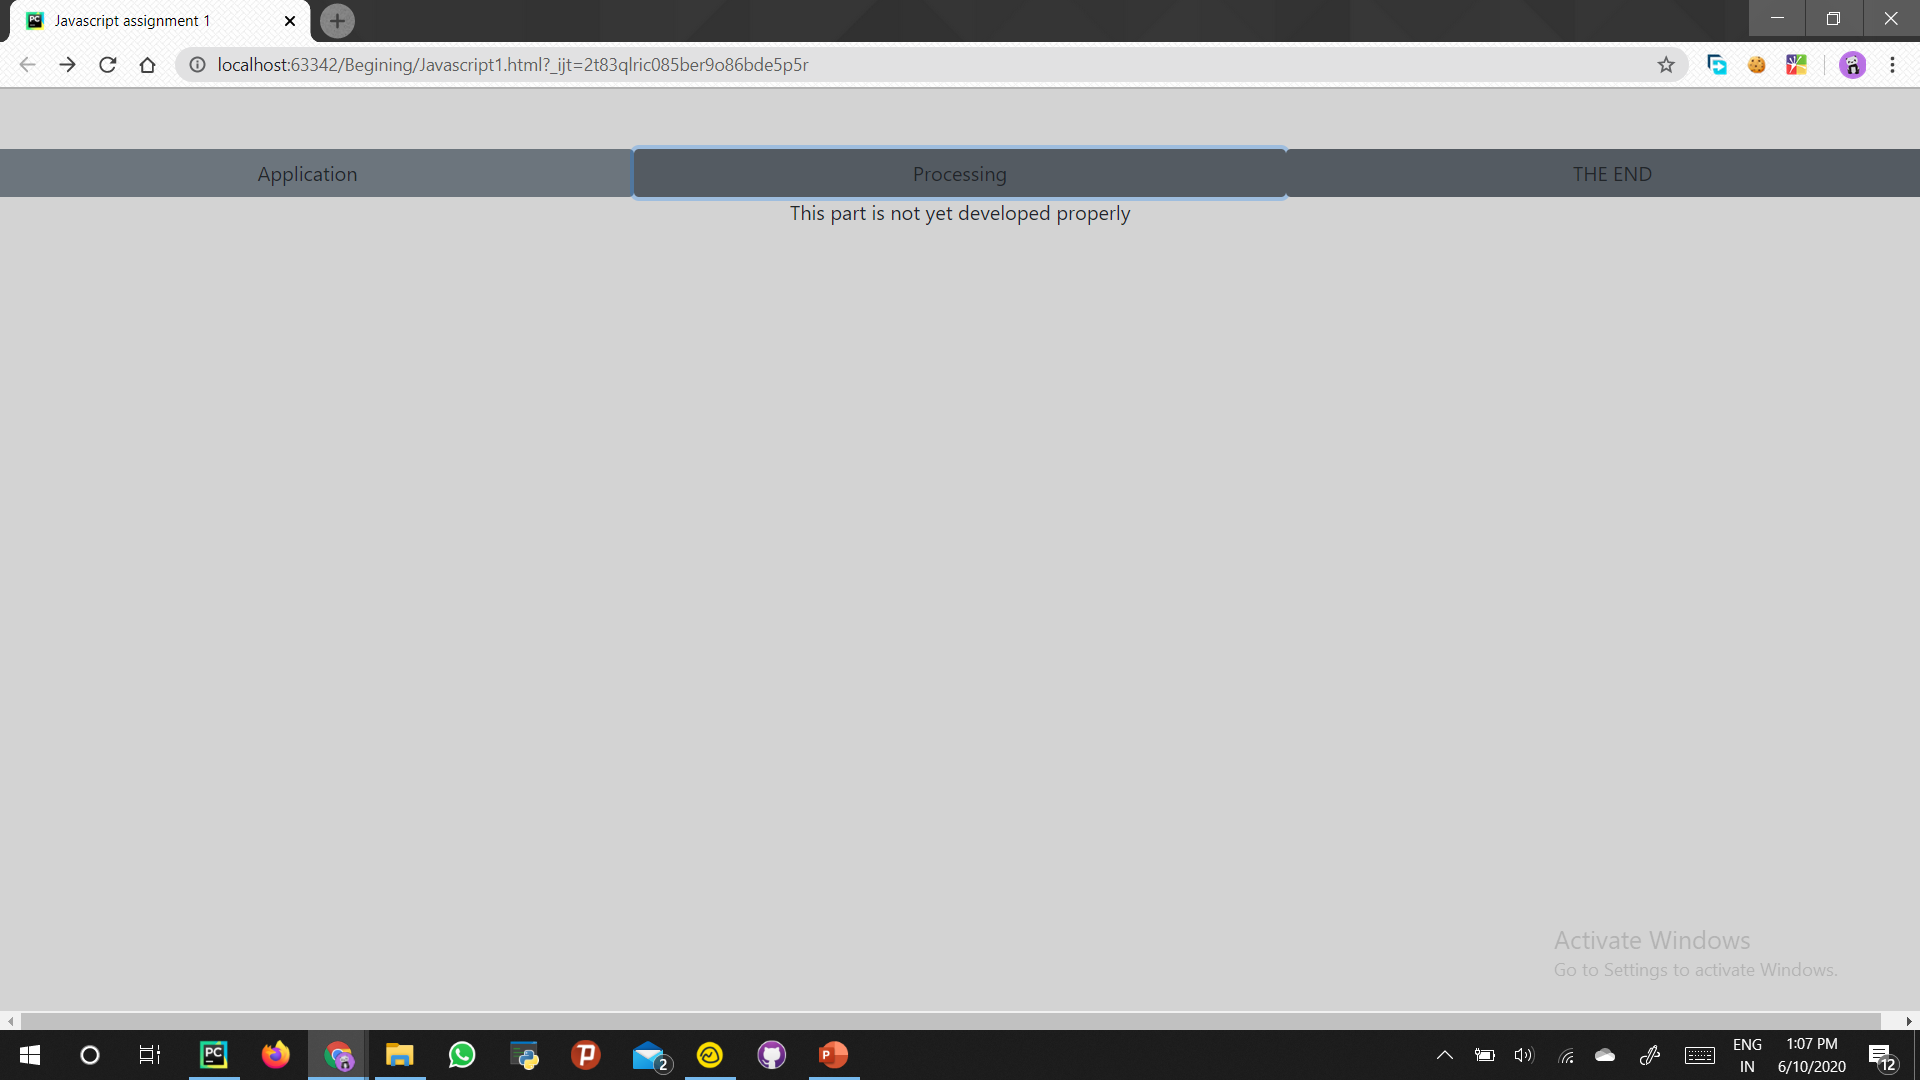 Javascript assignment 1
localhost:63342/Begining/Javascript1.html?_ijt=2t83qlric085ber9o86bde5p5r
Application
Processing
THE END
This part is not yet developed properly
Activate Windows
Go to Settings to activate Windows.
PC
P
2
P
ENG
IN
1:07 PM
6/10/2020
12